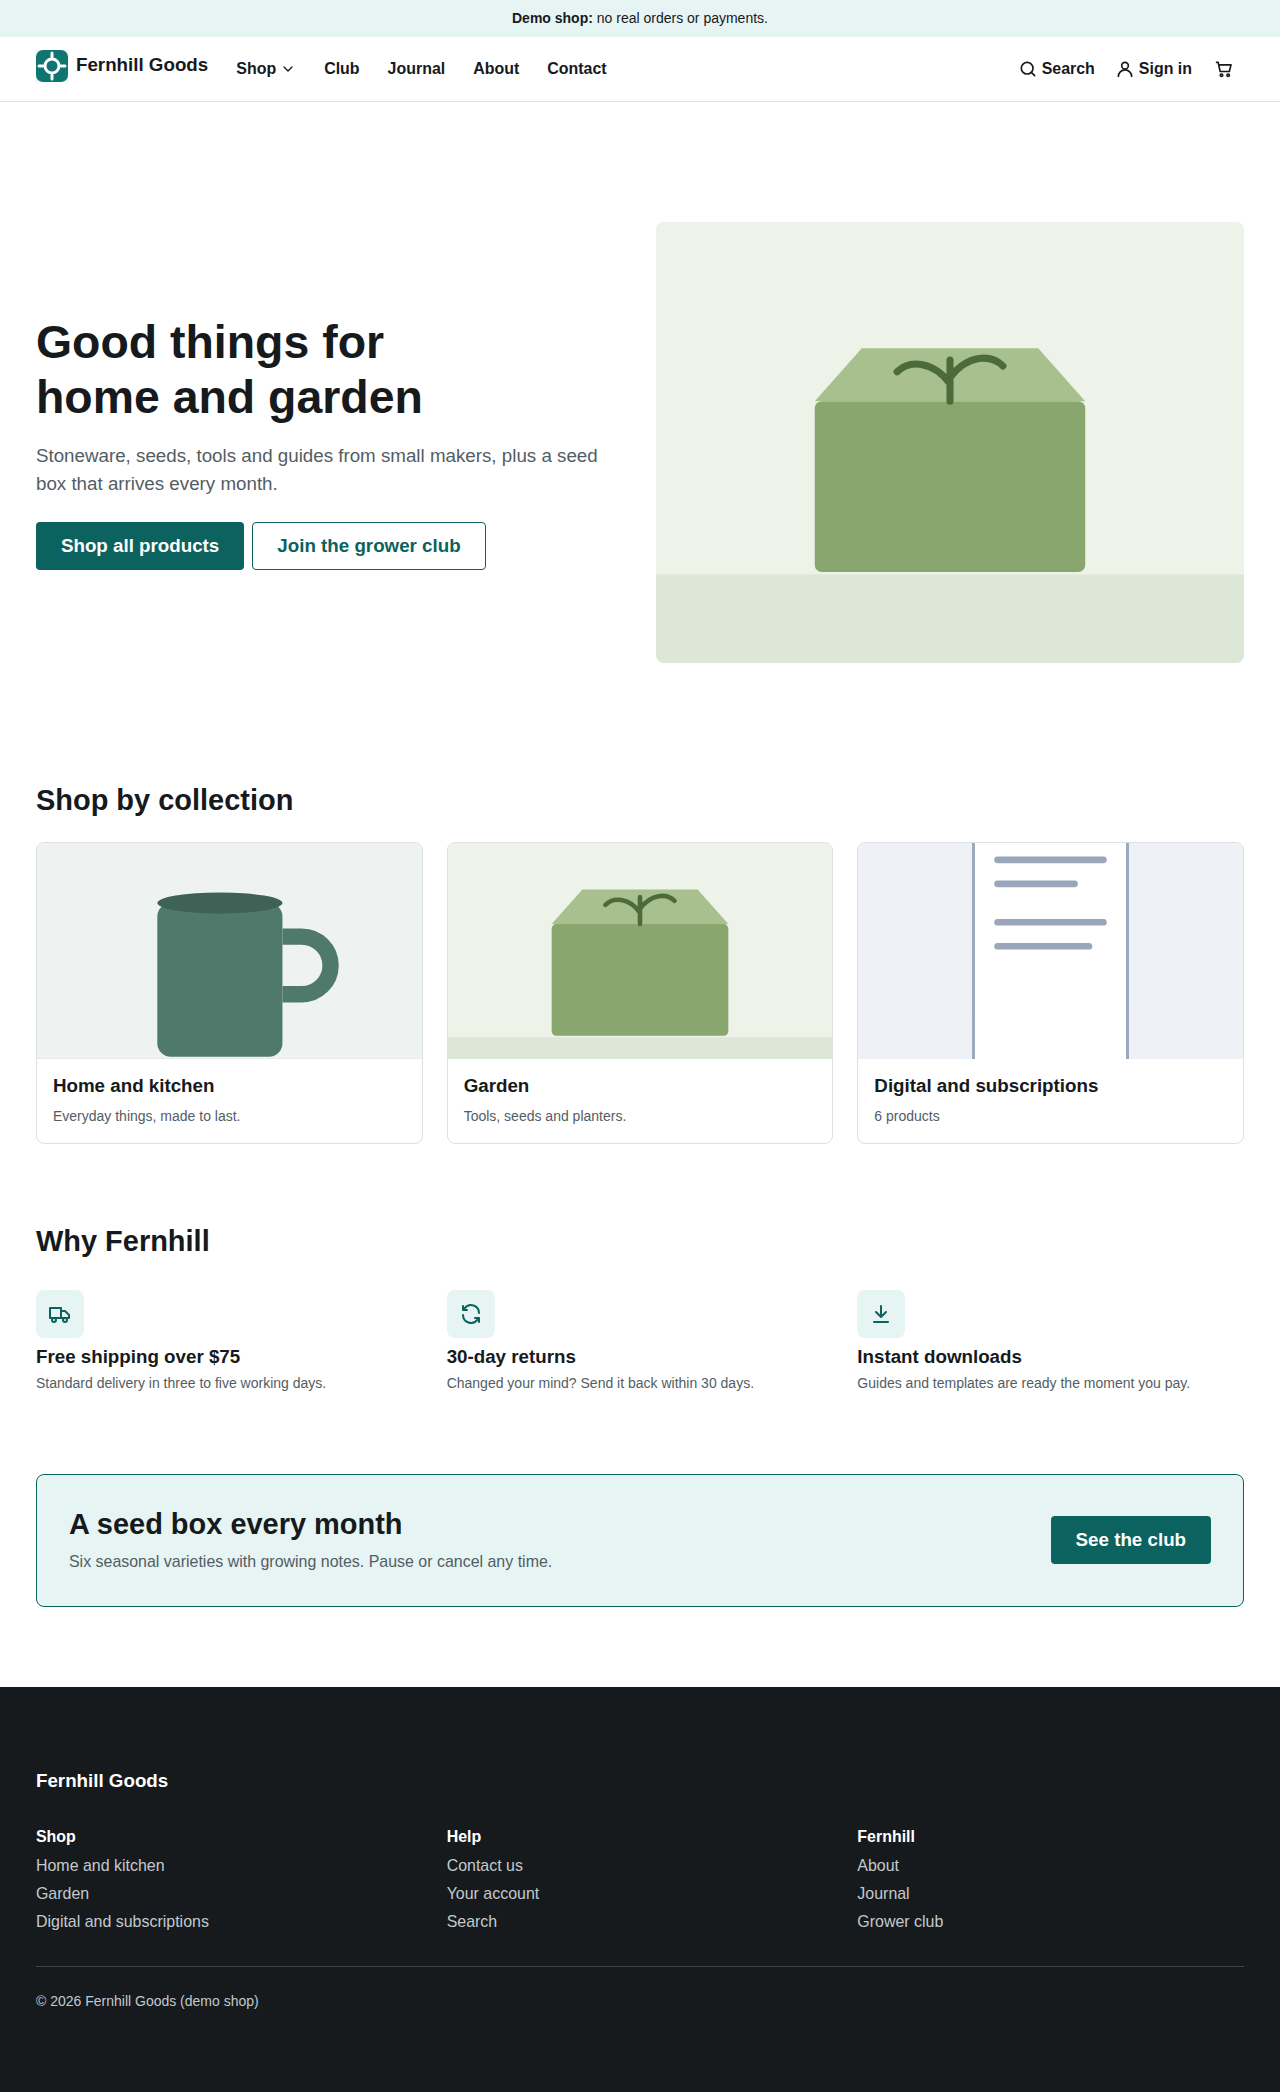 Demo shop: no real orders or payments.
Fernhill Goods
Shop
Club
Journal
About
Contact
Search
Sign in
Good things for
home and garden
Stoneware, seeds, tools and guides from small makers, plus a seed
box that arrives every month.
Shop all products
Join the grower club
Shop by collection
Home and kitchen
Everyday things, made to last.
Garden
Tools, seeds and planters.
Digital and subscriptions
6 products
Why Fernhill
Free shipping over $75
Standard delivery in three to five working days.
30-day returns
Changed your mind? Send it back within 30 days.
Instant downloads
Guides and templates are ready the moment you pay.
A seed box every month
Six seasonal varieties with growing notes. Pause or cancel any time.
See the club
Fernhill Goods
Shop
Home and kitchen
Garden
Digital and subscriptions
Help
Contact us
Your account
Search
Fernhill
About
Journal
Grower club
© 2026 Fernhill Goods (demo shop)